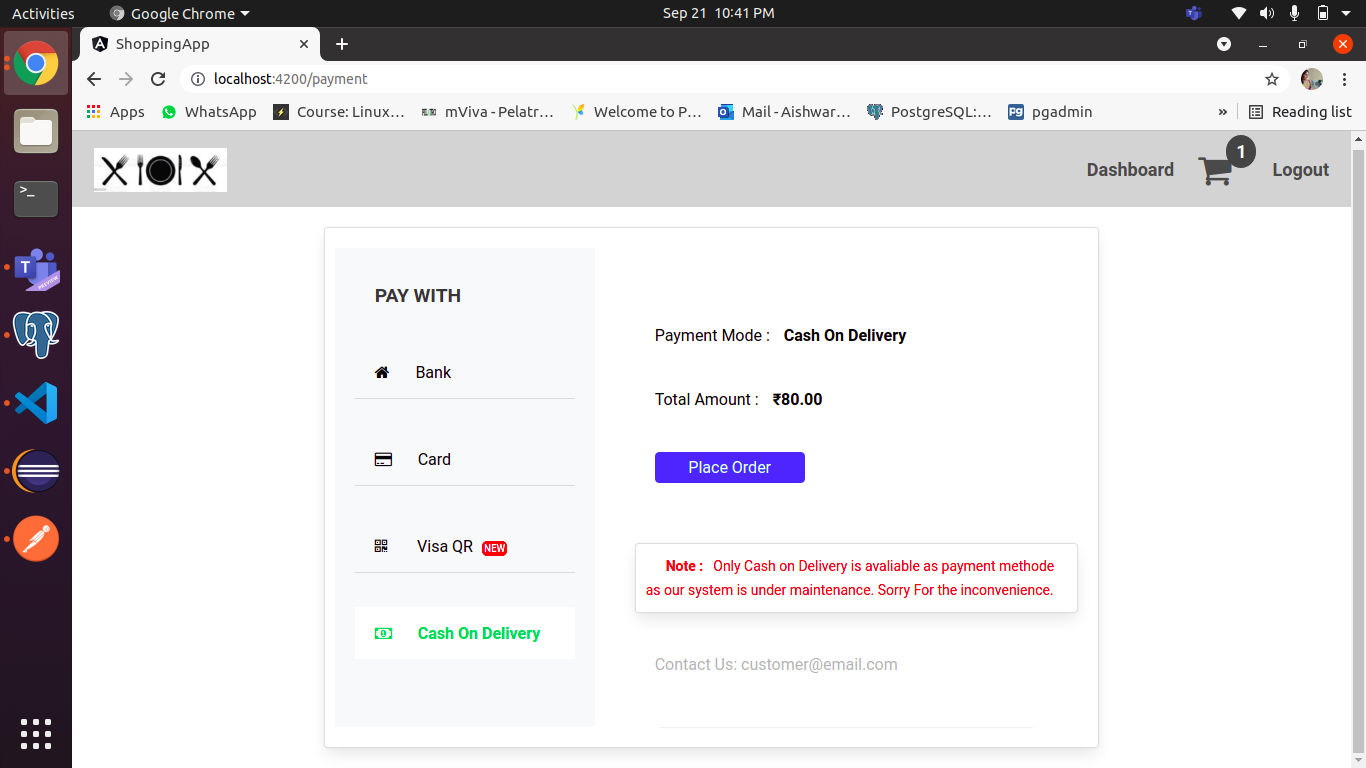 Activities Google Chrome Sep 21 10:41 PM
ShoppingApp
localhost:4200/payment
Apps WhatsApp Course: Linux... mViva - Pelatr... Welcome to P... Mail - Aishwar... PostgreSQL:... pgadmin » Reading list
Dashboard 1 Logout
PAY WITH
Bank
Card
Visa QR NEW
Cash On Delivery
Payment Mode : Cash On Delivery
Total Amount : ₹80.00
Place Order
Note : Only Cash on Delivery is avaliable as payment methode
as our system is under maintenance. Sorry For the inconvenience.
Contact Us: customer@email.com